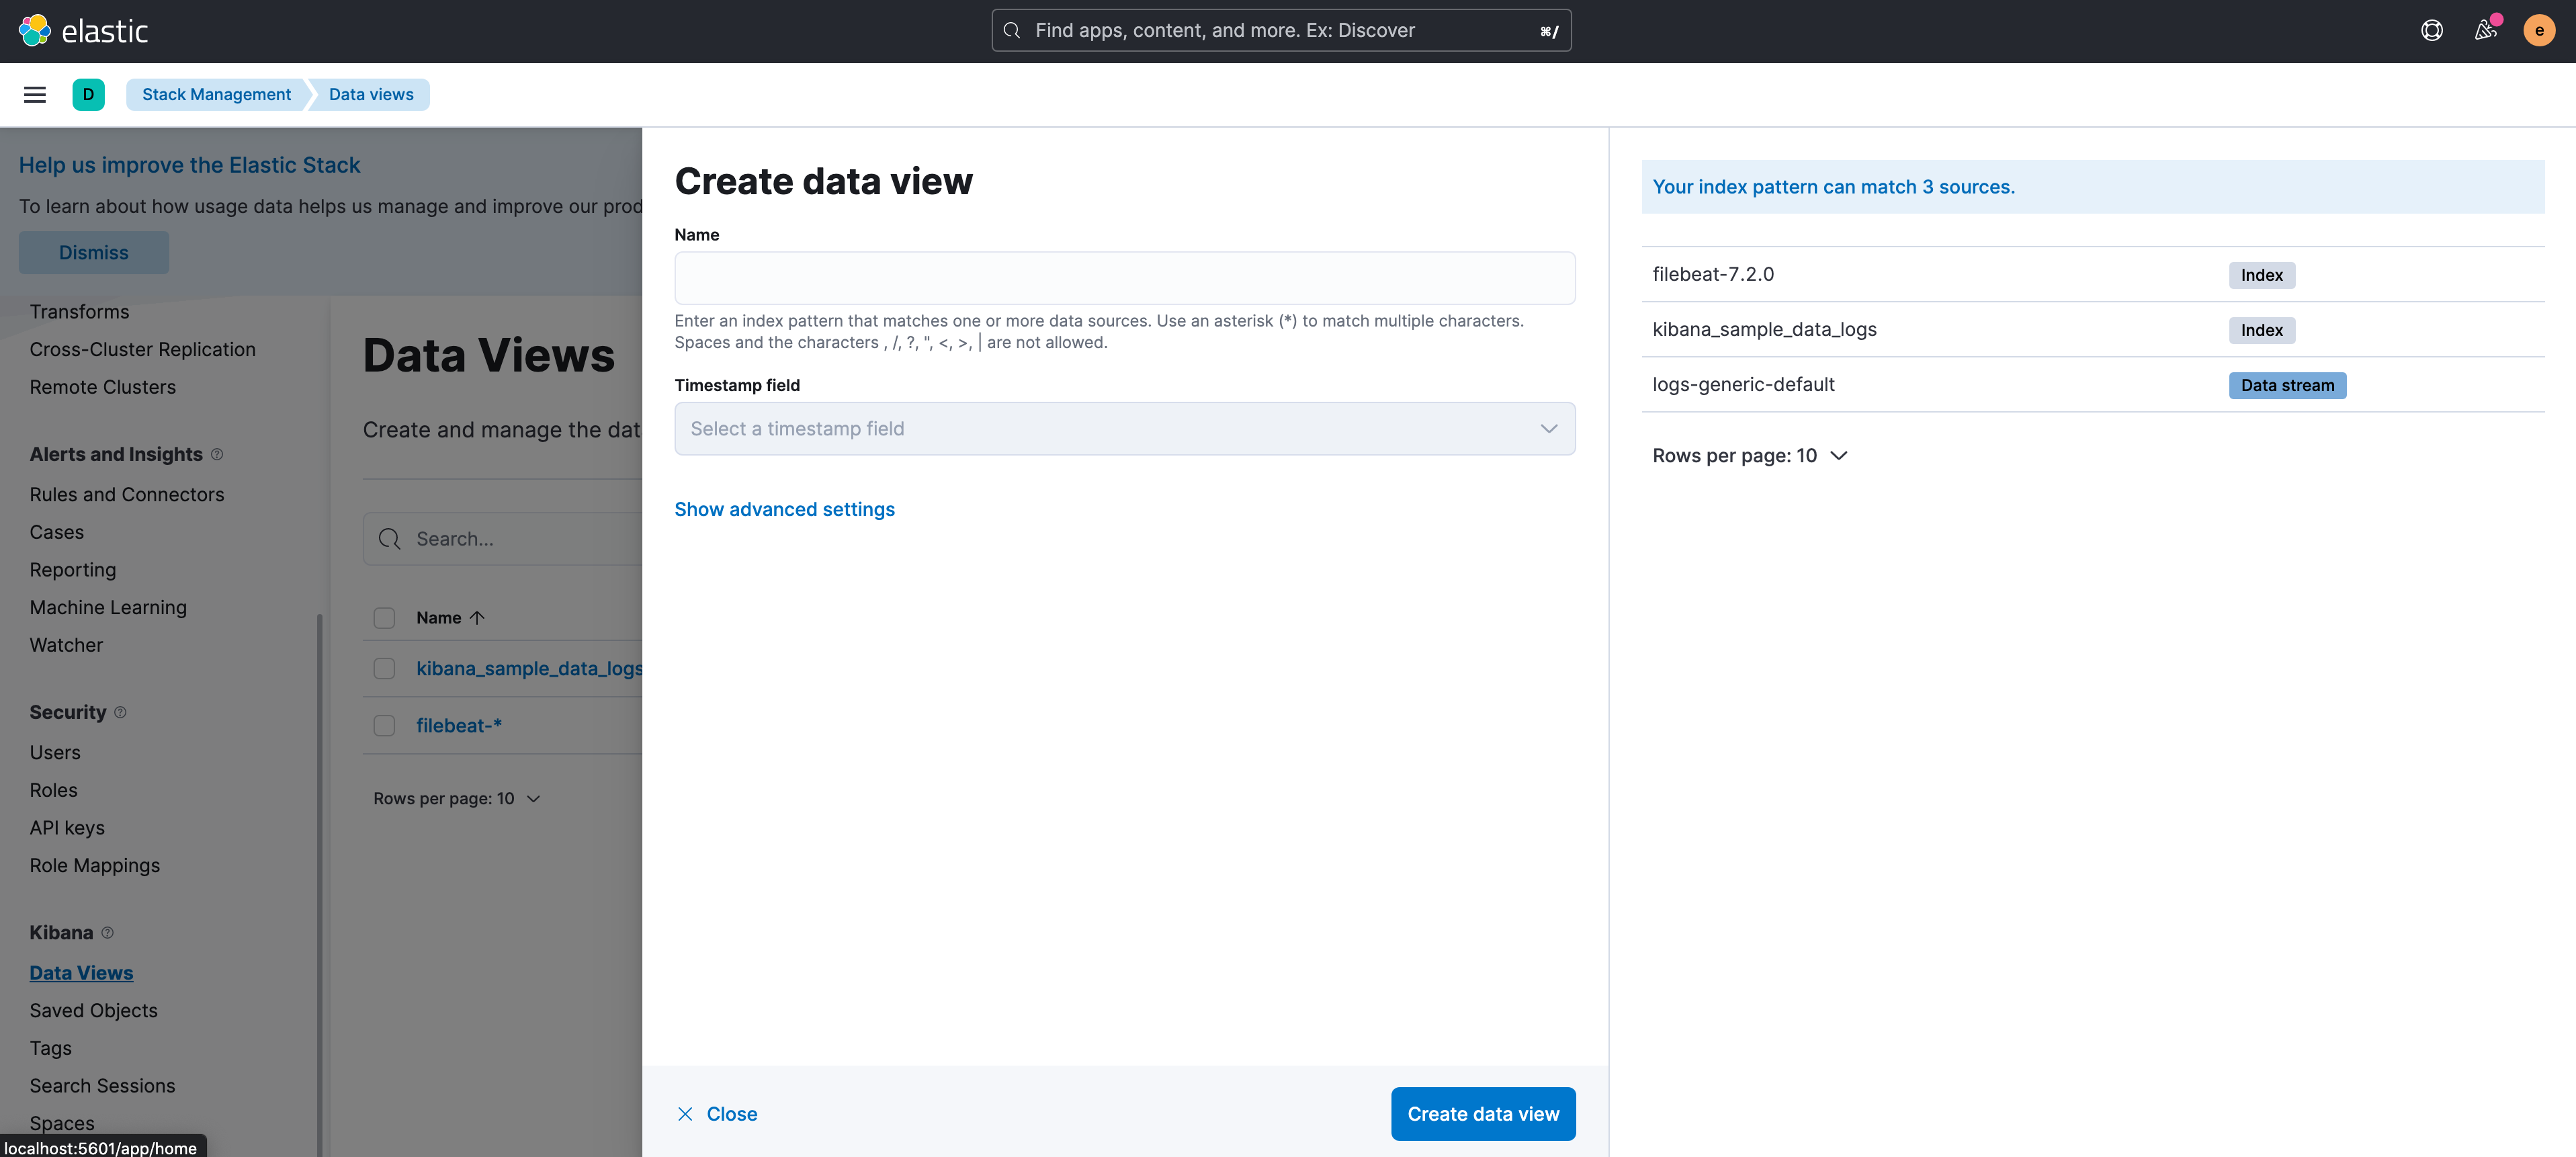 elastic
Find apps, content, and more. Ex: Discover
⌘/
e
D
Stack Management
Data views
Help us improve the Elastic Stack
To learn about how usage data helps us manage and improve our prod
Dismiss
Transforms
Cross-Cluster Replication
Remote Clusters
Alerts and Insights
Rules and Connectors
Cases
Reporting
Machine Learning
Watcher
Security
Users
Roles
API keys
Role Mappings
Kibana
Data Views
Saved Objects
Tags
Search Sessions
Spaces
localhost:5601/app/home
Data Views
Create and manage the dat
Search...
Name
kibana_sample_data_logs
filebeat-*
Rows per page: 10
Create data view
Name
Enter an index pattern that matches one or more data sources. Use an asterisk (*) to match multiple characters.
Spaces and the characters , /, ?, ", <, >, | are not allowed.
Timestamp field
Select a timestamp field
Show advanced settings
Close
Create data view
Your index pattern can match 3 sources.
filebeat-7.2.0 Index
kibana_sample_data_logs Index
logs-generic-default Data stream
Rows per page: 10